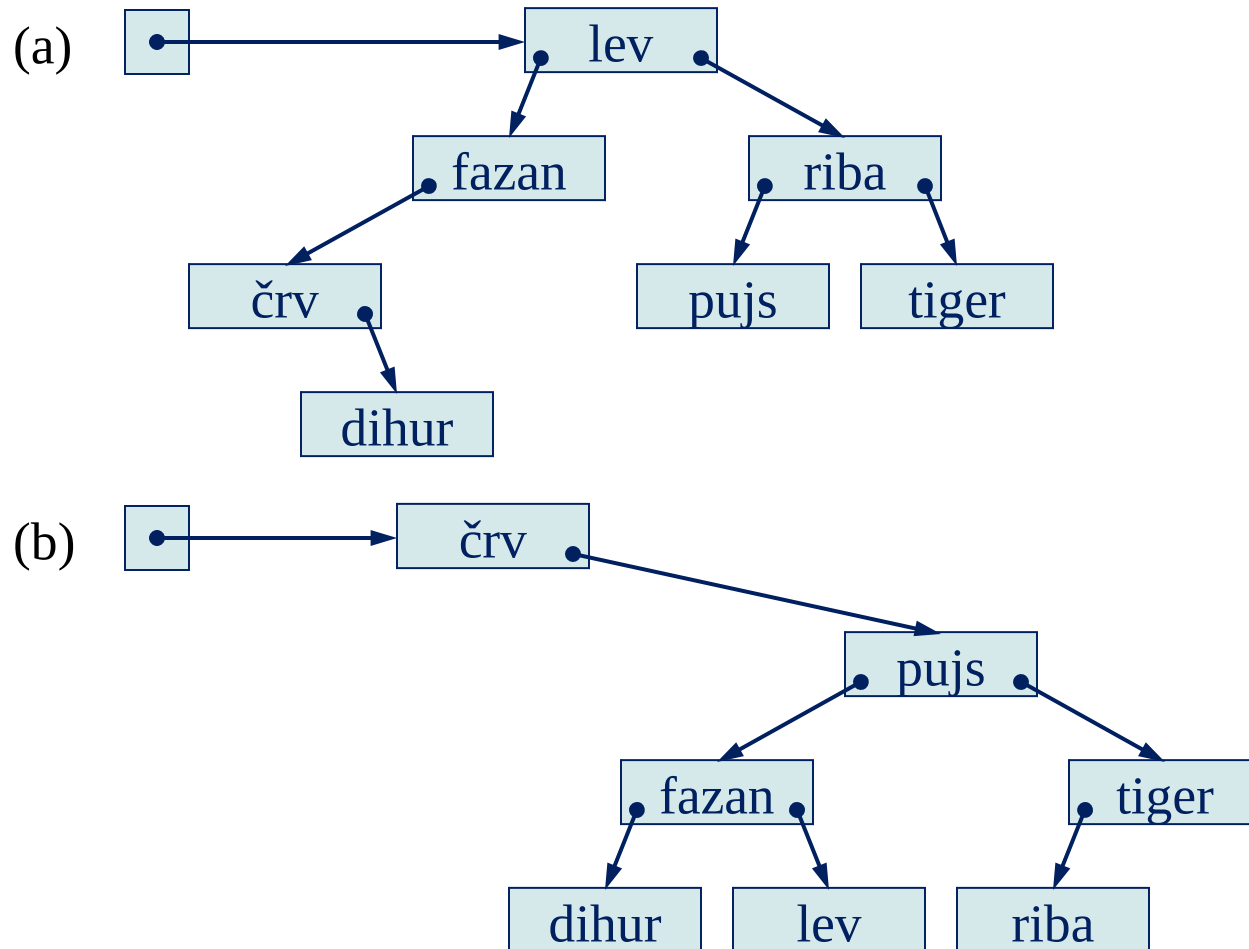 (a) lev
fazan riba
črv pujs tiger
dihur
(b) črv
pujs
fazan tiger
dihur lev riba